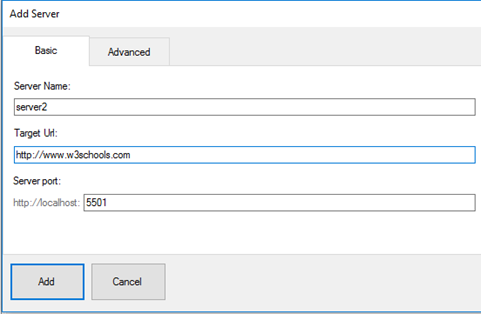 Add Server
Basic Advanced
Server Name:
server2
Target Url:
http://www.w3schools.com
Server port:
http://localhost: 5501
Add Cancel